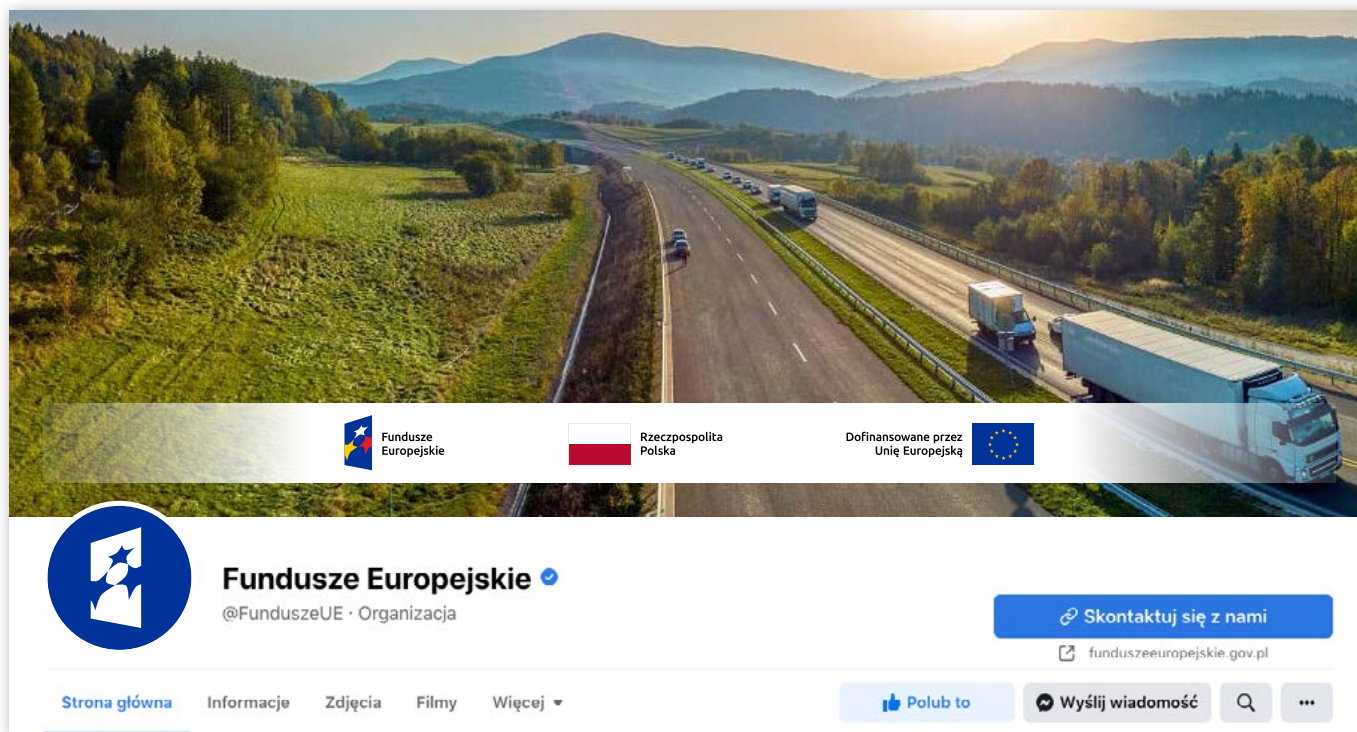 Fundusze
Europejskie
Rzeczpospolita
Polska
Dofinansowane przez
Unię Europejską
Fundusze Europejskie
@FunduszeUE · Organizacja
Skontaktuj się z nami
funduszeeuropejskie.gov.pl
Strona główna Informacje Zdjęcia Filmy Więcej Polub to Wyślij wiadomość